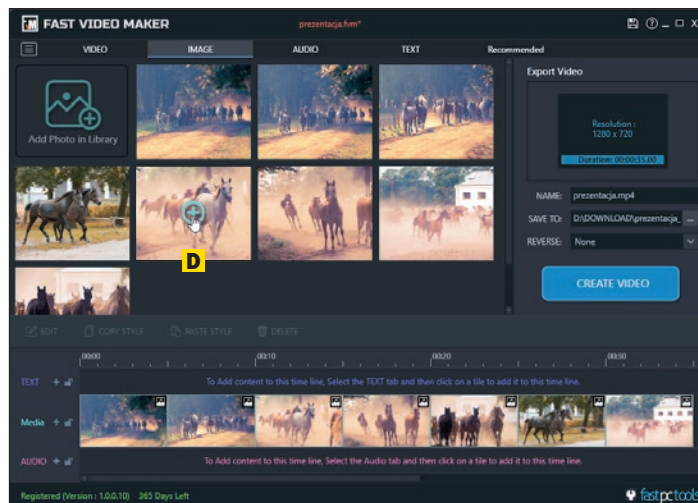 FAST VIDEO MAKER
prezentacja.fvm*
VIDEO IMAGE AUDIO TEXT Recommended
Add Photo in Library
D
Export Video
Resolution :
1280 x 720
Duration: 00:00:35.00
NAME: prezentacja.mp4
SAVE TO: D:\DOWNLOAD\prezentacja_ ...
REVERSE: None
CREATE VIDEO
EDIT COPY STYLE PASTE STYLE DELETE
00:00 00:10 00:20 00:30
TEXT To Add content to this time line, Select the TEXT tab and then click on a tile to add it to this time line.
Media
AUDIO To Add content to this time line, Select the Audio tab and then click on a tile to add it to this time line.
Registered (Version : 1.0.0.10) 365 Days Left
fastpctools